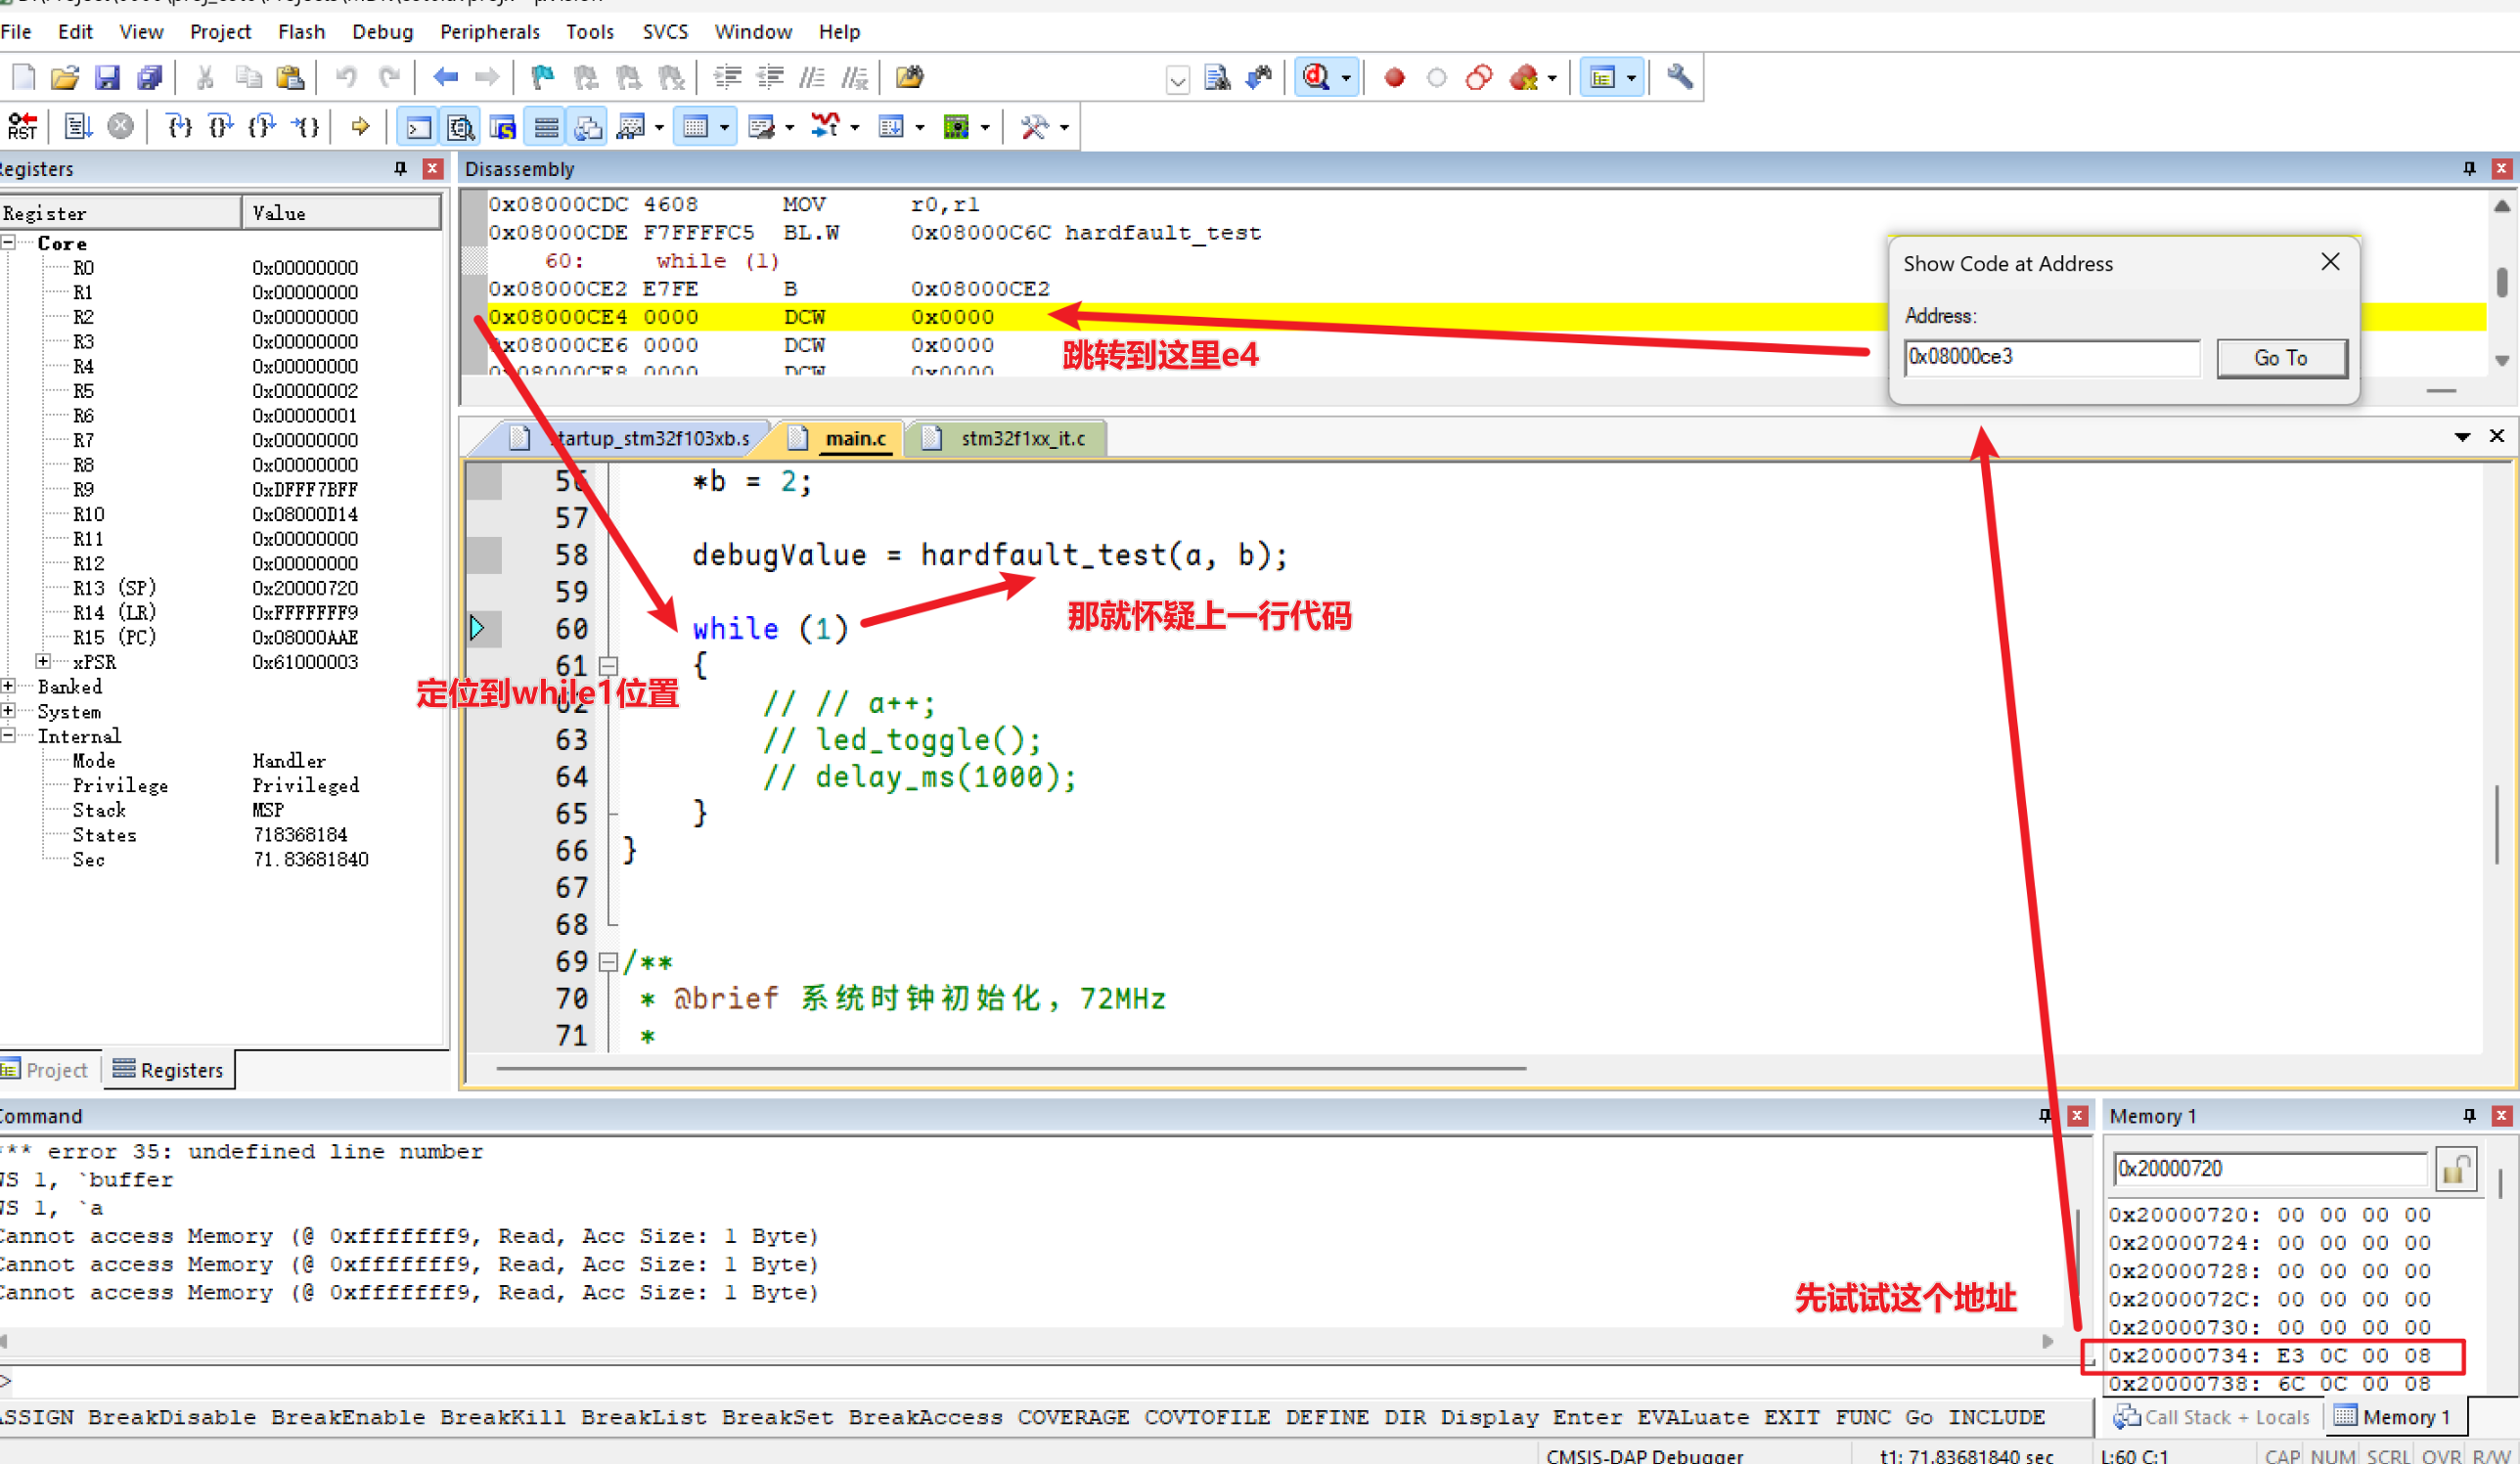 File Edit View Project Flash Debug Peripherals Tools SVCS Window Help
RST
Registers
Register Value
Core
R0 0x00000000
R1 0x00000000
R2 0x00000000
R3 0x00000000
R4 0x00000000
R5 0x00000002
R6 0x00000001
R7 0x00000000
R8 0x00000000
R9 0xDFFF7BFF
R10 0x08000D14
R11 0x00000000
R12 0x00000000
R13 (SP) 0x20000720
R14 (LR) 0xFFFFFFF9
R15 (PC) 0x08000AAE
xPSR 0x61000003
Banked
System
Internal
Mode Handler
Privilege Privileged
Stack MSP
States 718368184
Sec 71.83681840
Project Registers
Disassembly
0x08000CDC 4608 MOV r0,r1
0x08000CDE F7FFFFC5 BL.W 0x08000C6C hardfault_test
60: while (1)
0x08000CE2 E7FE B 0x08000CE2
0x08000CE4 0000 DCW 0x0000
0x08000CE6 0000 DCW 0x0000
0x08000CE8 0000 DCW 0x0000
跳转到这里e4
Show Code at Address
Address:
0x08000ce3 Go To
startup_stm32f103xb.s main.c stm32f1xx_it.c
56 *b = 2;
57
58 debugValue = hardfault_test(a, b);
59
60 while (1)
61 {
62 // // a++;
63 // led_toggle();
64 // delay_ms(1000);
65 }
66 }
67
68
69 /**
70 * @brief 系统时钟初始化，72MHz
71 *
那就怀疑上一行代码
定位到while1位置
Command
*** error 35: undefined line number
WS 1, `buffer
WS 1, `a
Cannot access Memory (@ 0xfffffff9, Read, Acc Size: 1 Byte)
Cannot access Memory (@ 0xfffffff9, Read, Acc Size: 1 Byte)
Cannot access Memory (@ 0xfffffff9, Read, Acc Size: 1 Byte)
先试试这个地址
>
ASSIGN BreakDisable BreakEnable BreakKill BreakList BreakSet BreakAccess COVERAGE COVTOFILE DEFINE DIR Display Enter EVALuate EXIT FUNC Go INCLUDE
Memory 1
0x20000720
0x20000720: 00 00 00 00
0x20000724: 00 00 00 00
0x20000728: 00 00 00 00
0x2000072C: 00 00 00 00
0x20000730: 00 00 00 00
0x20000734: E3 0C 00 08
0x20000738: 6C 0C 00 08
Call Stack + Locals Memory 1
CMSIS-DAP Debugger t1: 71.83681840 sec L:60 C:1 CAP NUM SCRL OVR R/W